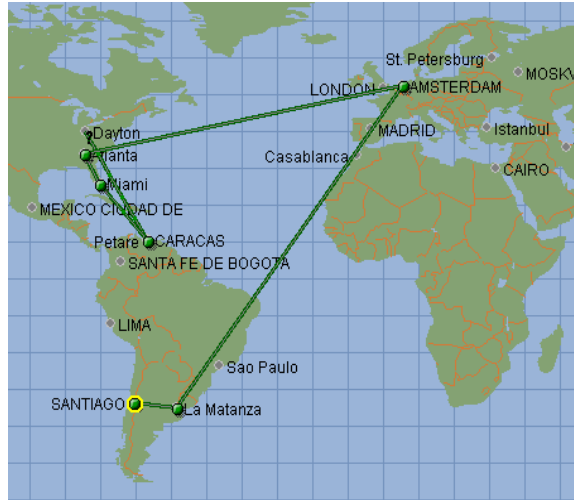 St. Petersburg
MOSKV
LONDON
AMSTERDAM
Dayton
?
MADRID
Istanbul
Atlanta
Casablanca
CAIRO
Miami
MEXICO CIUDAD DE
Petare
CARACAS
SANTA FE DE BOGOTA
LIMA
Sao Paulo
SANTIAGO
La Matanza